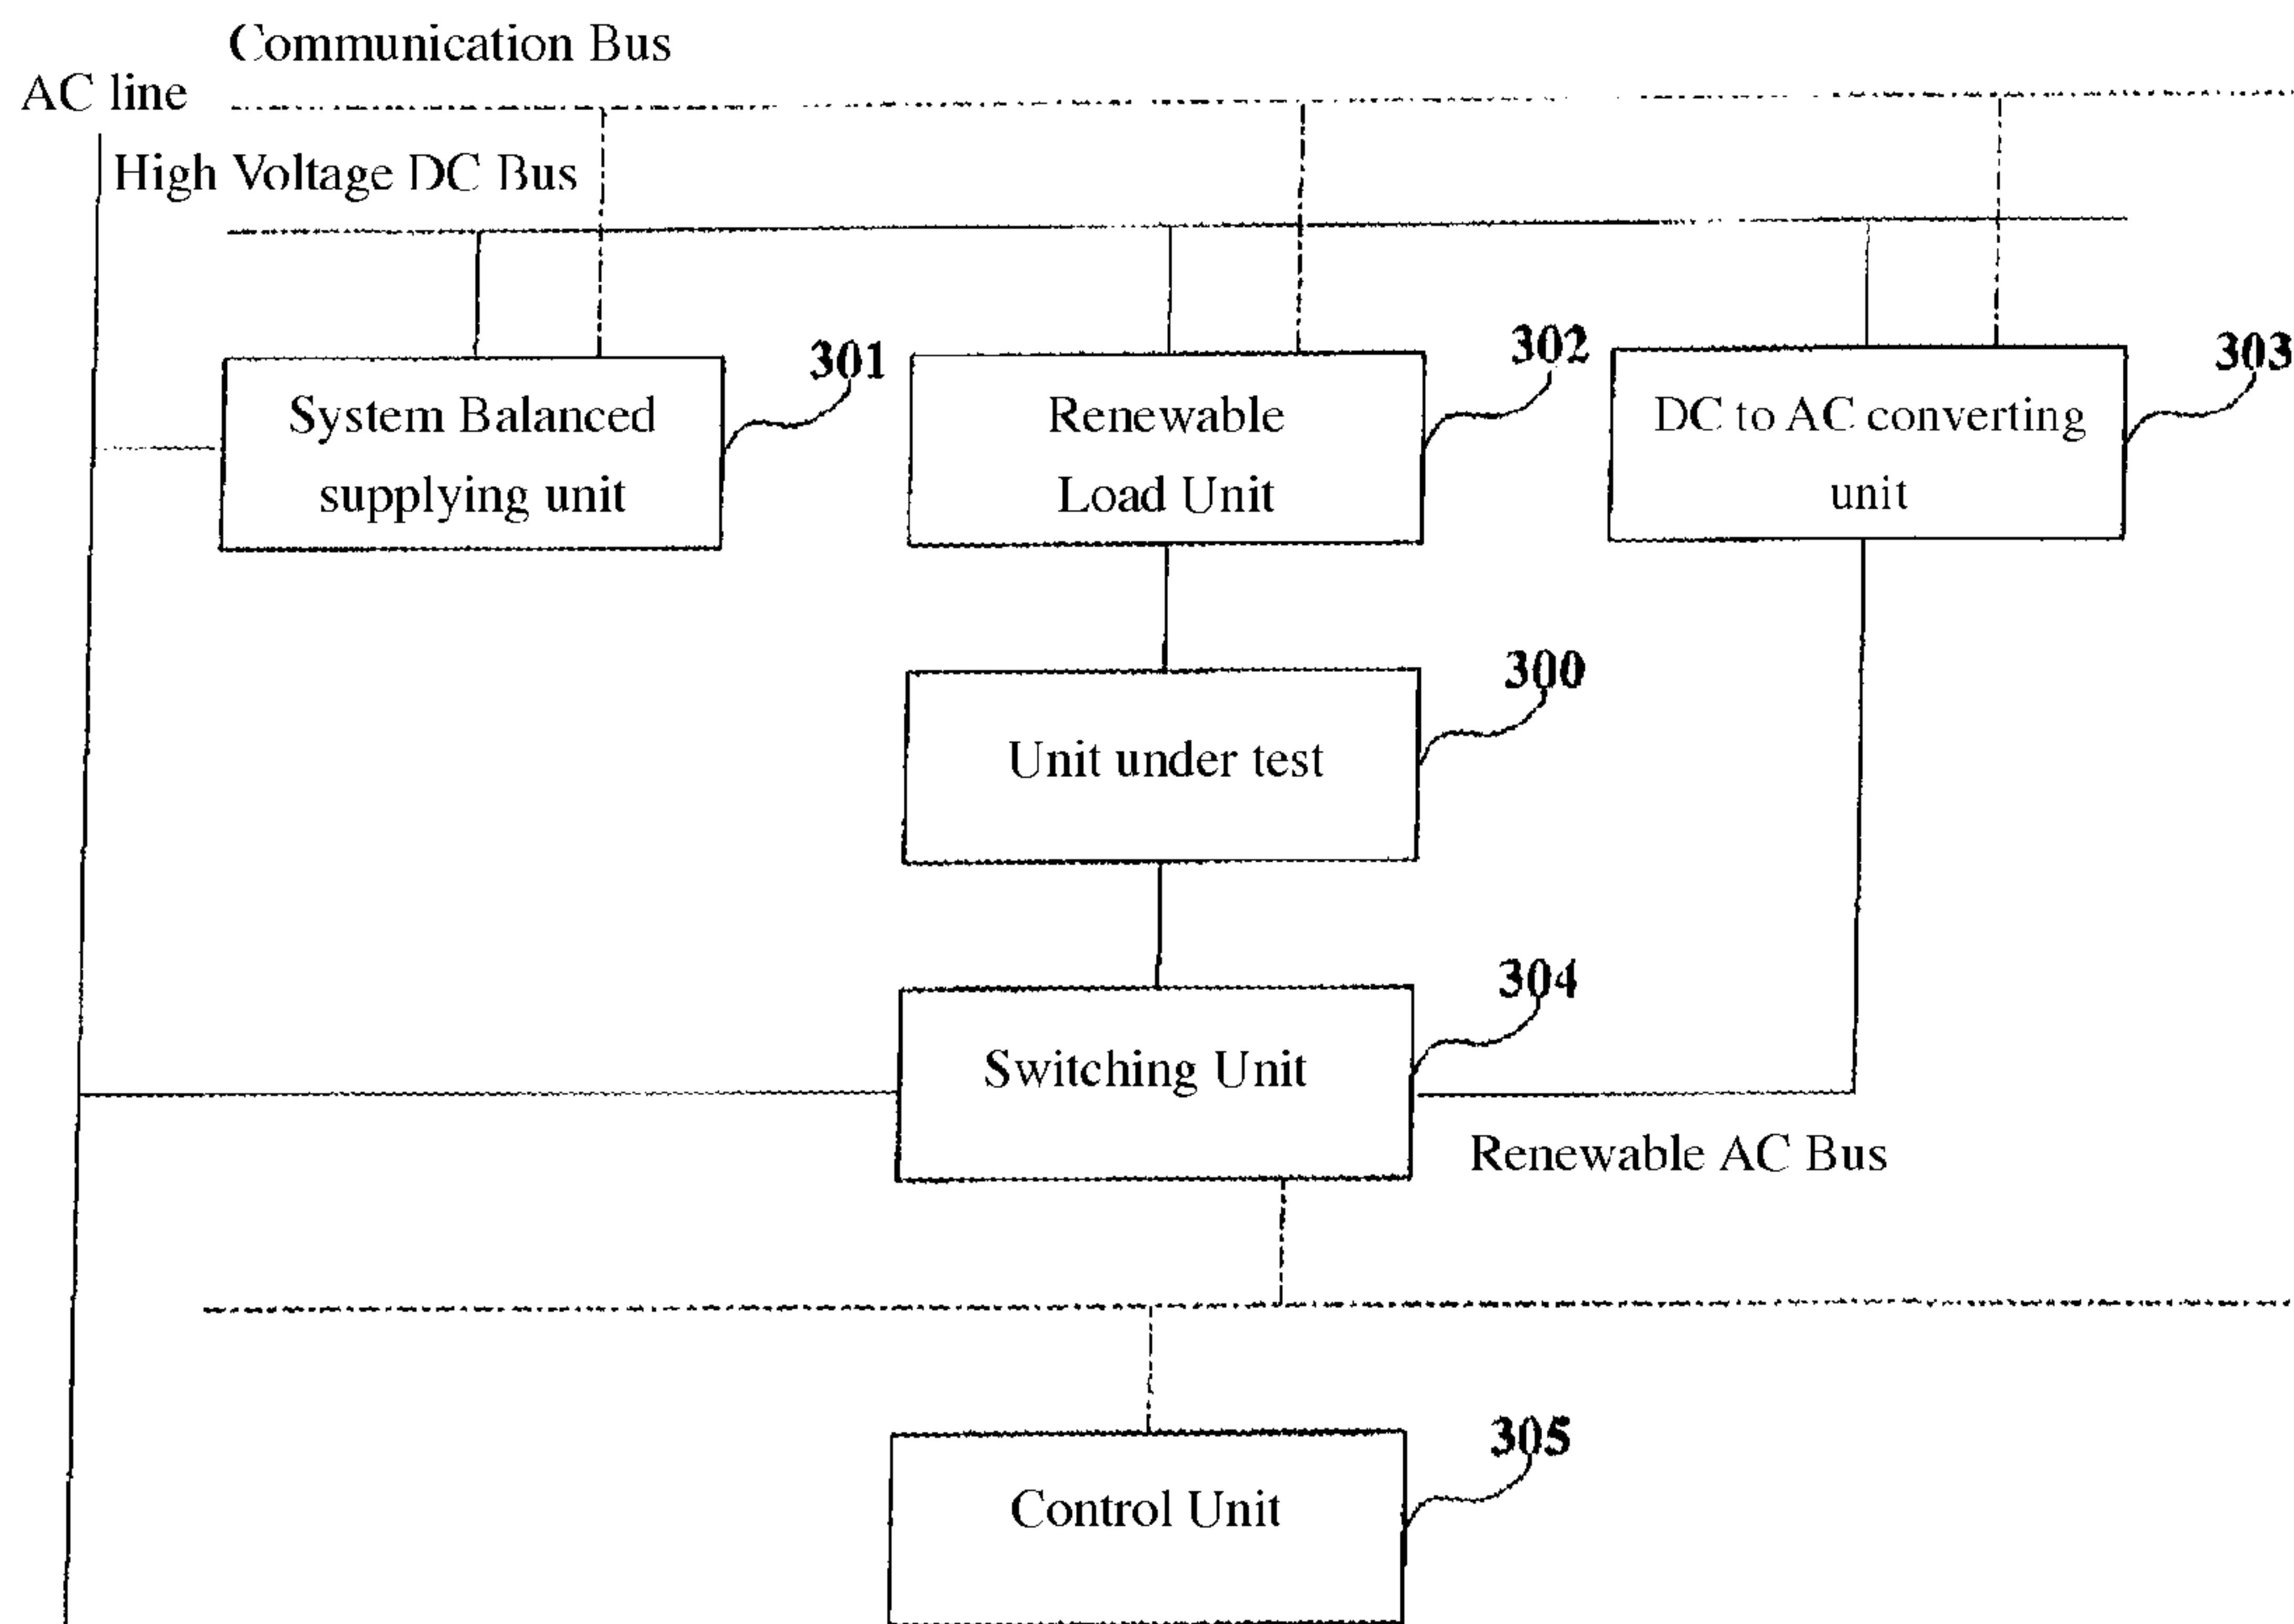 Communication Bus
AC line
High Voltage DC Bus
301
302
303
System Balanced
supplying unit
Renewable
Load Unit
DC to AC converting
unit
300
Unit under test
304
Switching Unit
Renewable AC Bus
305
Control Unit